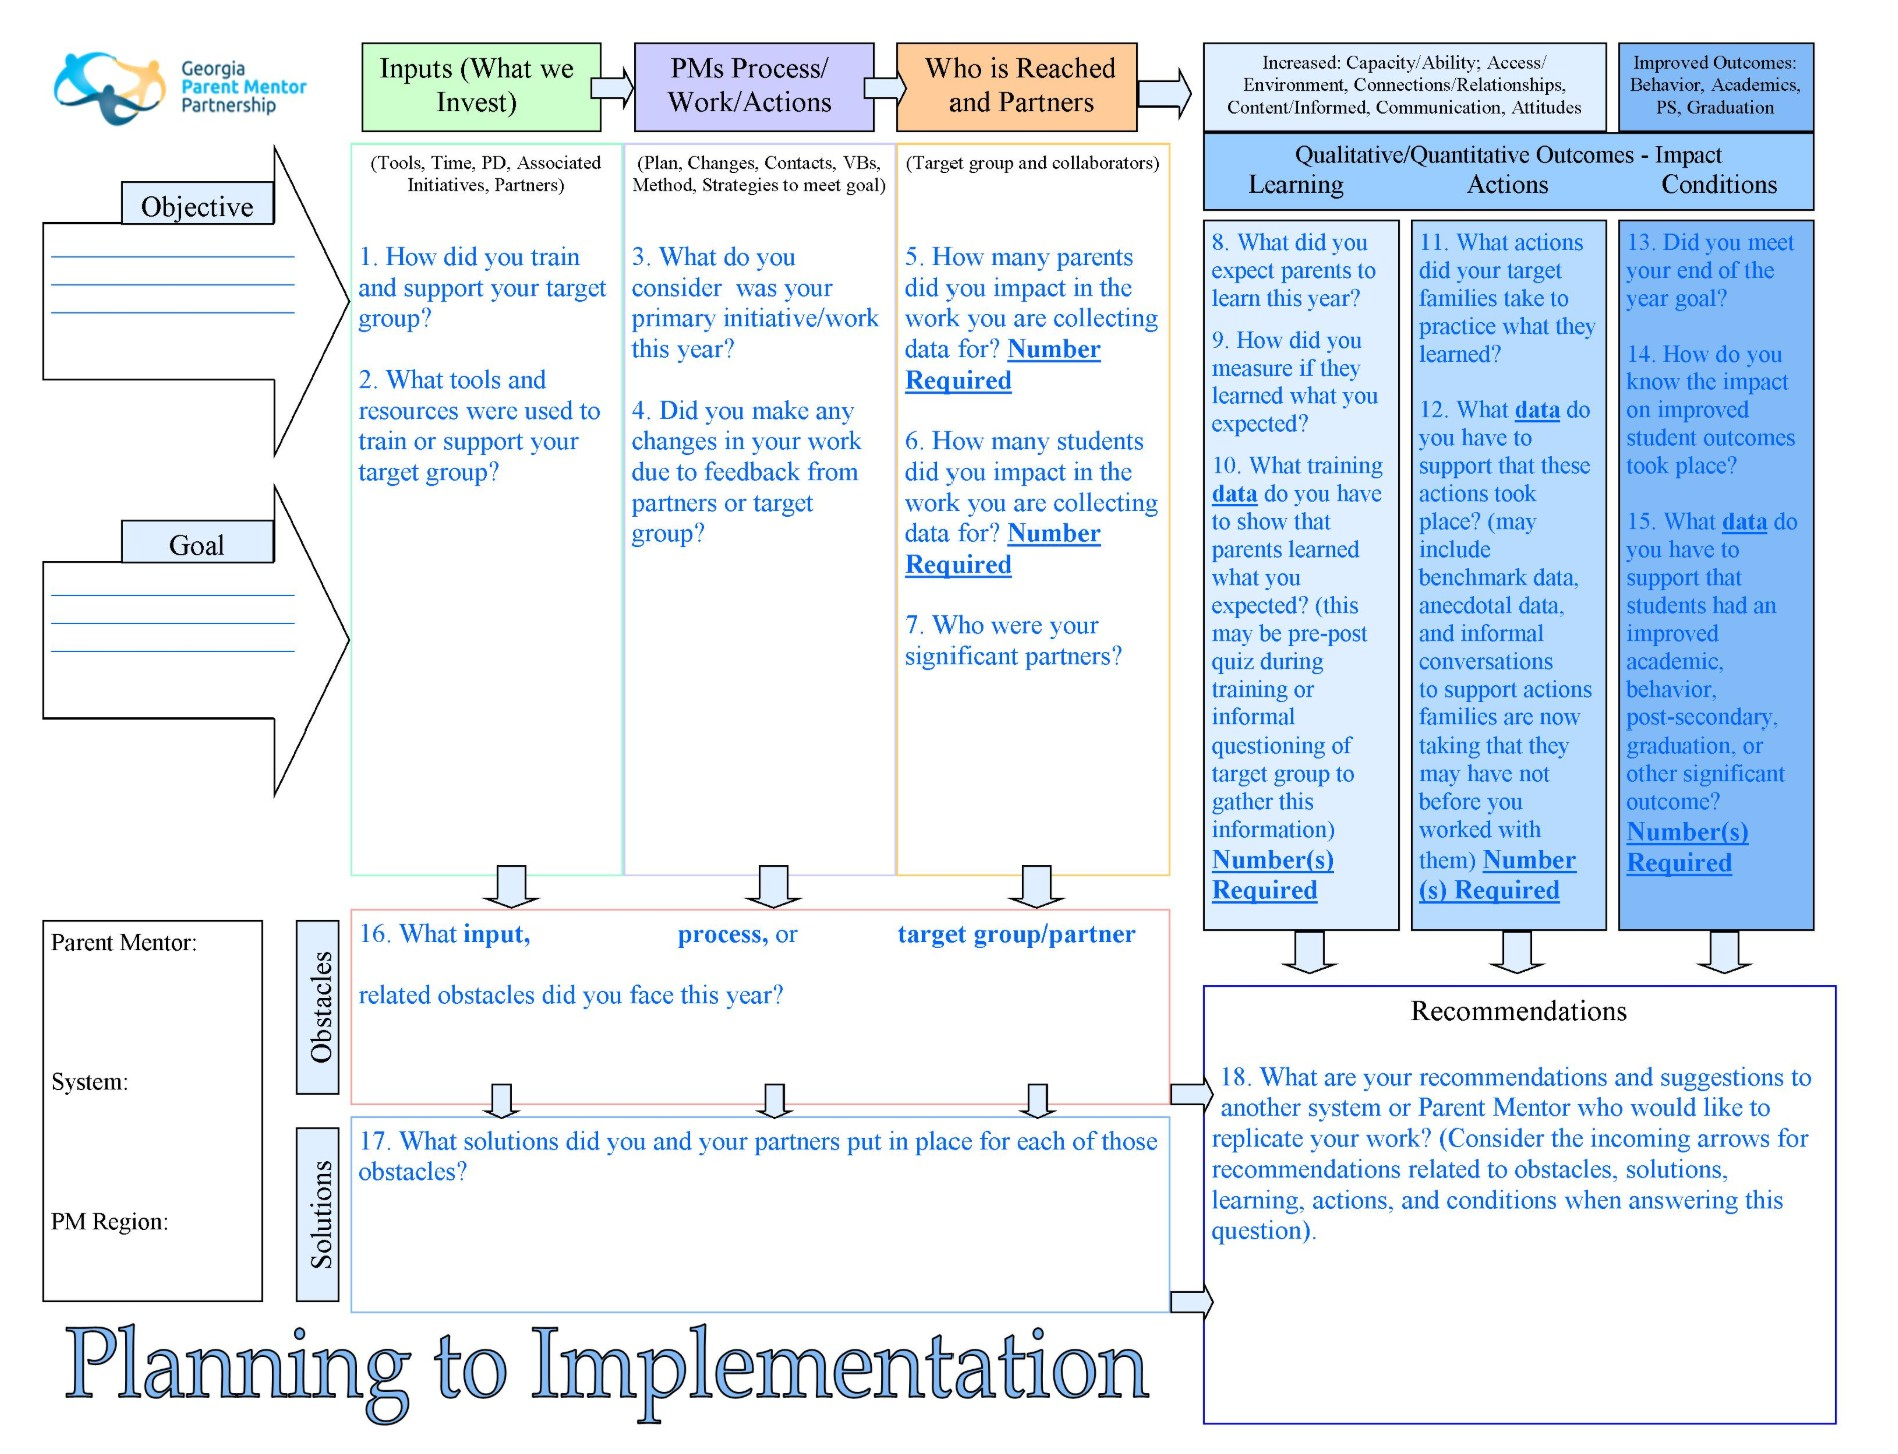 Georgia
Parent Mentor
Partnership
Inputs (What we
Invest)
PMs Process/
Work/Actions
Who is Reached
and Partners
Increased: Capacity/Ability; Access/
Environment, Connections/Relationships,
Content/Informed, Communication, Attitudes
Improved Outcomes:
Behavior, Academics,
PS, Graduation
Qualitative/Quantitative Outcomes - Impact
Learning
Actions
Conditions
Objective
Goal
(Tools, Time, PD, Associated
Initiatives, Partners)
1. How did you train
and support your target
group?
2. What tools and
resources were used to
train or support your
target group?
(Plan, Changes, Contacts, VBs,
Method, Strategies to meet goal)
3. What do you
consider  was your
primary initiative/work
this year?
4. Did you make any
changes in your work
due to feedback from
partners or target
group?
(Target group and collaborators)
5. How many parents
did you impact in the
work you are collecting
data for? Number
Required
6. How many students
did you impact in the
work you are collecting
data for? Number
Required
7. Who were your
significant partners?
8. What did you
expect parents to
learn this year?
9. How did you
measure if they
learned what you
expected?
10. What training
data do you have
to show that
parents learned
what you
expected? (this
may be pre-post
quiz during
training or
informal
questioning of
target group to
gather this
information)
Number(s)
Required
11. What actions
did your target
families take to
practice what they
learned?
12. What data do
you have to
support that these
actions took
place? (may
include
benchmark data,
anecdotal data,
and informal
conversations
to support actions
families are now
taking that they
may have not
before you
worked with
them) Number
(s) Required
13. Did you meet
your end of the
year goal?
14. How do you
know the impact
on improved
student outcomes
took place?
15. What data do
you have to
support that
students had an
improved
academic,
behavior,
post-secondary,
graduation, or
other significant
outcome?
Number(s)
Required
Parent Mentor:
System:
PM Region:
Obstacles
16. What input, process, or target group/partner
related obstacles did you face this year?
Solutions
17. What solutions did you and your partners put in place for each of those
obstacles?
Recommendations
18. What are your recommendations and suggestions to
another system or Parent Mentor who would like to
replicate your work? (Consider the incoming arrows for
recommendations related to obstacles, solutions,
learning, actions, and conditions when answering this
question).
Planning to Implementation